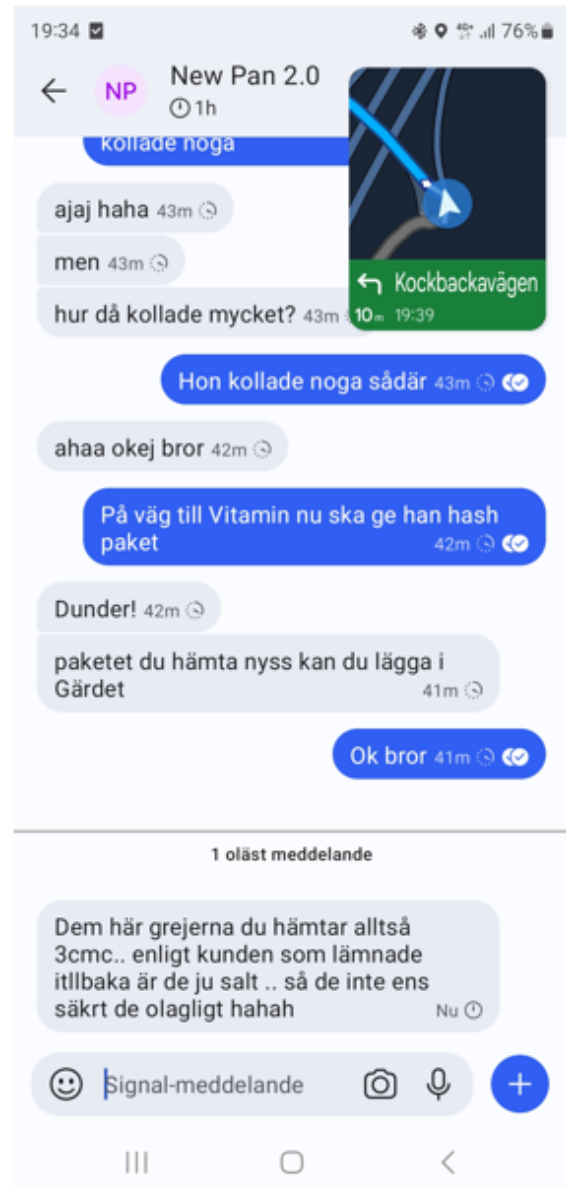 19:34
76%
NP
New Pan 2.0
1h
kollade noga
Kockbackavägen
10 m 19:39
ajaj haha 43m
men 43m
hur då kollade mycket? 43m
Hon kollade noga sådär 43m
ahaa okej bror 42m
På väg till Vitamin nu ska ge han hash
paket 42m
Dunder! 42m
paketet du hämta nyss kan du lägga i
Gärdet 41m
Ok bror 41m
1 oläst meddelande
Dem här grejerna du hämtar alltså
3cmc.. enligt kunden som lämnade
itllbaka är de ju salt .. så de inte ens
säkrt de olagligt hahah Nu
Signal-meddelande